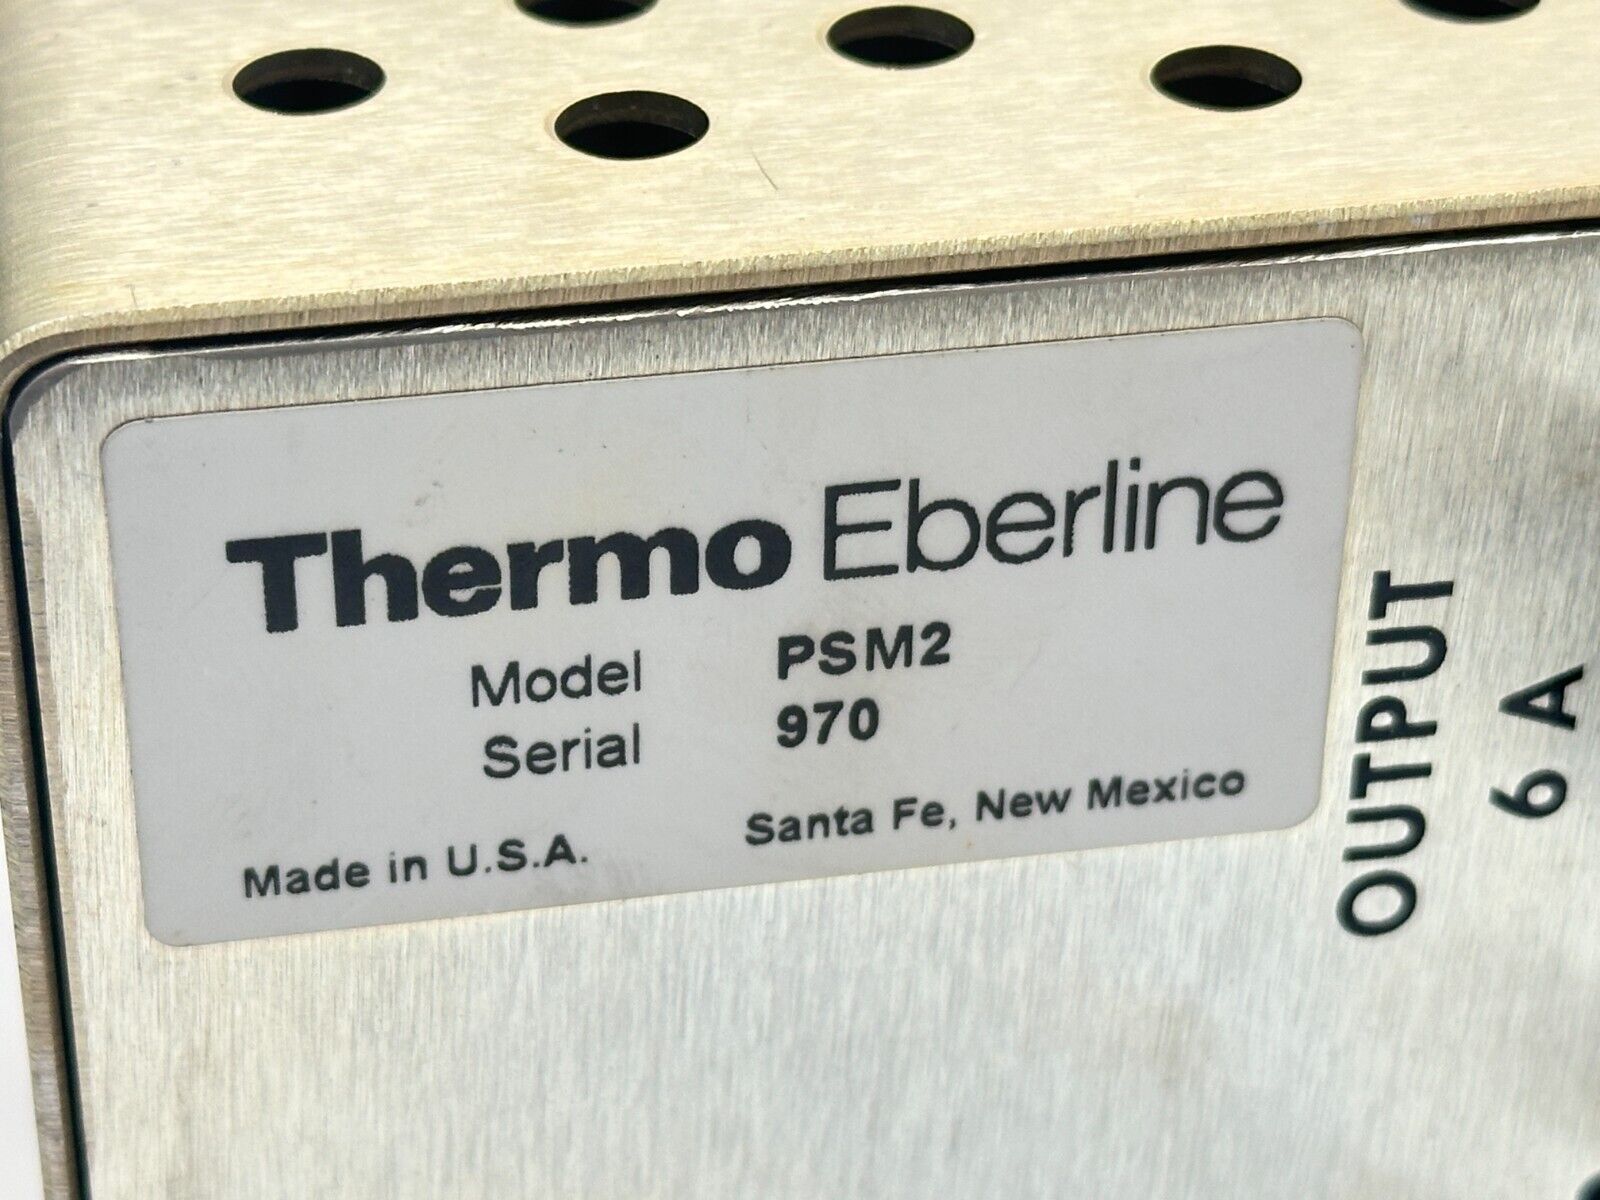 Thermo Eberline
Model PSM2
Serial 970
Made in U.S.A. Santa Fe, New Mexico
OUTPUT
6 A